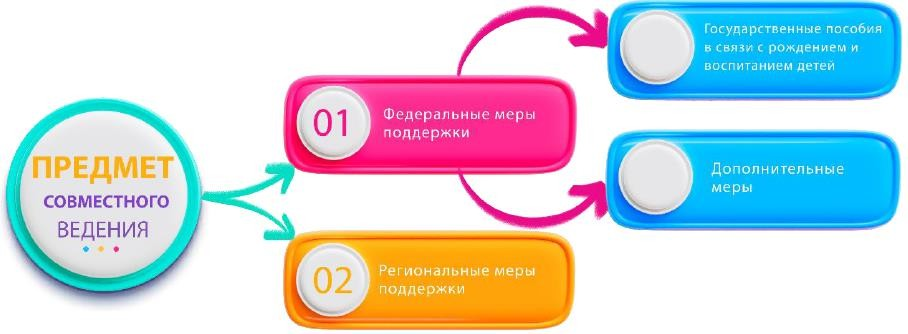 ПРЕДМЕТ
СОВМЕСТНОГО
ВЕДЕНИЯ
01
Федеральные меры
поддержки
Государственные пособия
в связи с рождением и
воспитанием детей
Дополнительные
меры
02
Региональные меры
поддержки